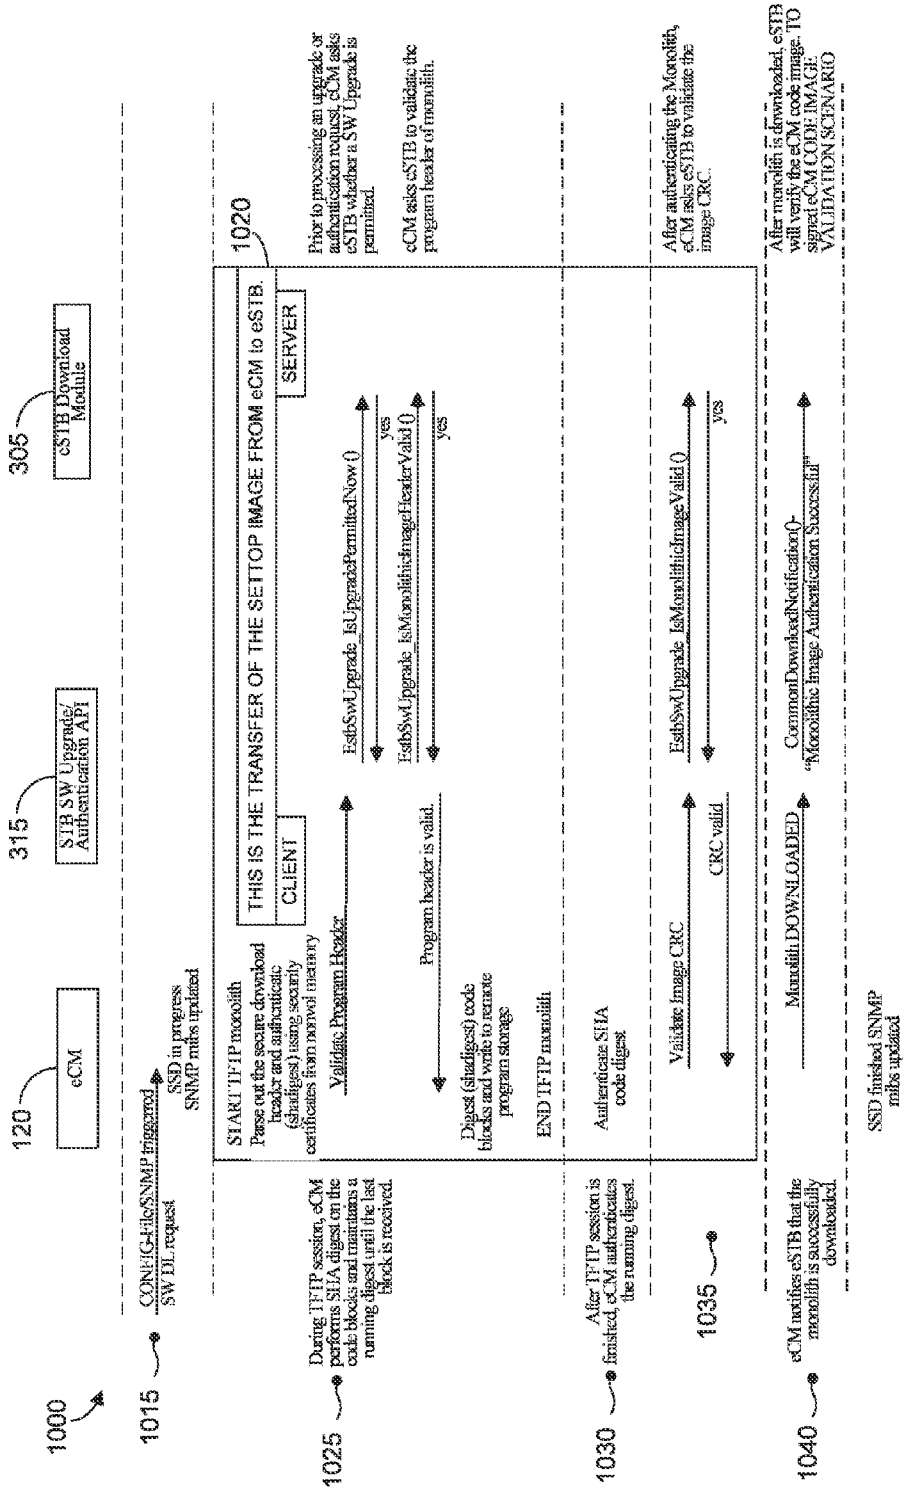 1000
120
eCM
315
STB SW Upgrade/
Authentication API
305
eSTB Download
Module
1015
CONFIG-File/SNMP triggered
SW DL request
SSD in progress
SNMP mibs updated
1020
START TFTP monolith
Parse out the secure download
header and authenticate
(shadigest) using security
certificates from nonvol memory
THIS IS THE TRANSFER OF THE SETTOP IMAGE FROM eCM to eSTB.
CLIENT
SERVER
1025
During TFTP session, eCM
performs SHA digest on the
code blocks and maintains a
running digest until the last
block is received.
Validate Program Header
EstbSwUpgrade_IsUpgradePermittedNow ()
yes
Prior to processing an upgrade or
authentication request, eCM asks
eSTB whether a SW Upgrade is
permitted.
EstbSwUpgrade_IsMonolithicImageHeaderValid ()
yes
eCM asks eSTB to validate the
program header of monolith.
Program header is valid.
Digest (shadigest) code
blocks and write to remote
program storage
END TFTP monolith
1030
After TFTP session is
finished, eCM authenticates
the running digest.
Authenticate SHA
code digest
1035
Validate Image CRC
EstbSwUpgrade_IsMonolithicImageValid ()
yes
CRC valid
After authenticating the Monolith,
eCM asks eSTB to validate the
image CRC.
1040
eCM notifies eSTB that the
monolith is successfully
downloaded.
Monolith DOWNLOADED
CommonDownloadNotification()-
"Monolithic Image Authentication Successful"
After monolith is downloaded, eSTB
will verify the eCM code image. TO
signed eCM CODE IMAGE
VALIDATION SCENARIO
SSD finished SNMP
mibs updated